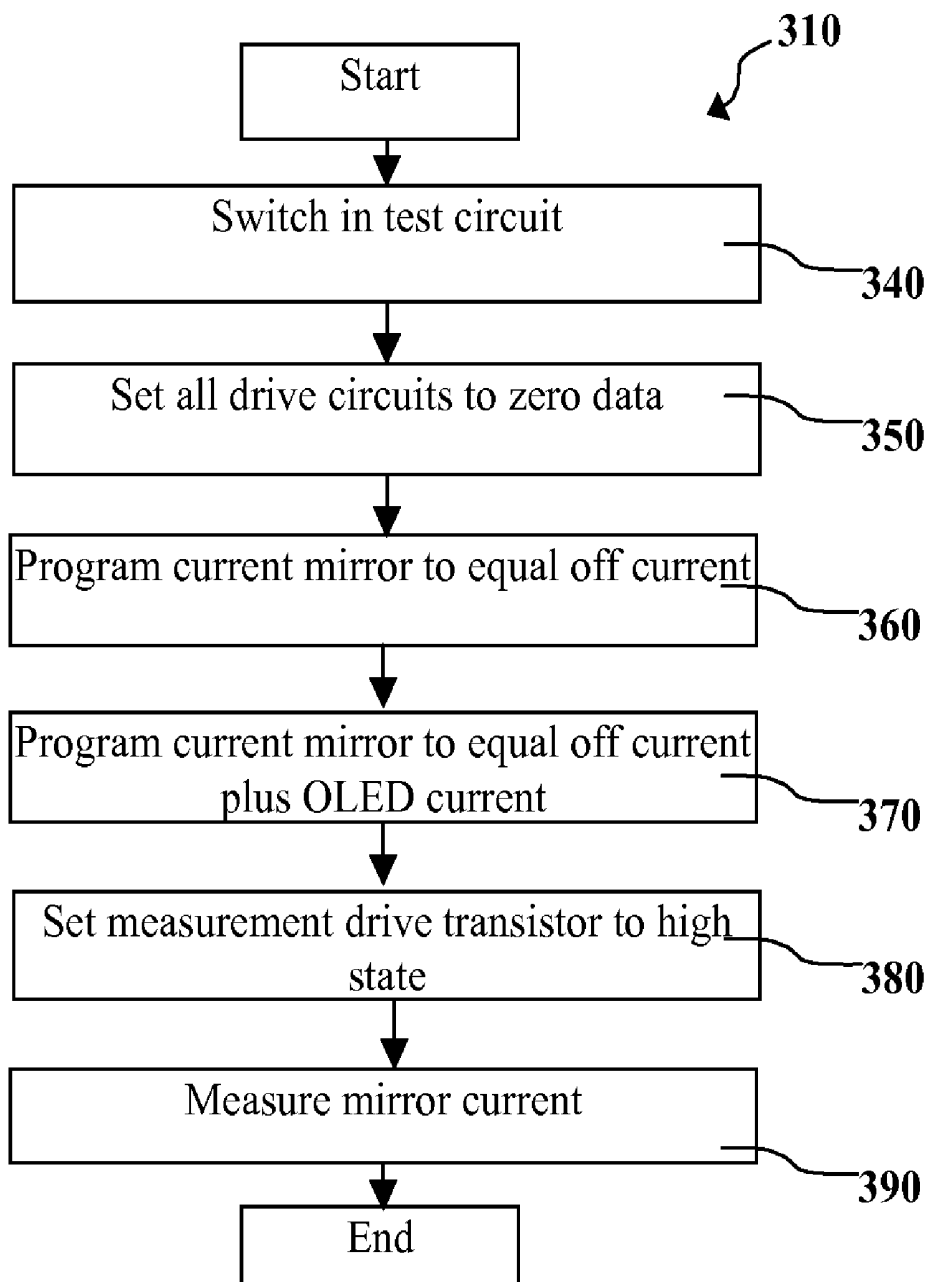 310
Start
Switch in test circuit
340
Set all drive circuits to zero data
350
Program current mirror to equal off current
360
Program current mirror to equal off current
plus OLED current
370
Set measurement drive transistor to high
state
380
Measure mirror current
390
End